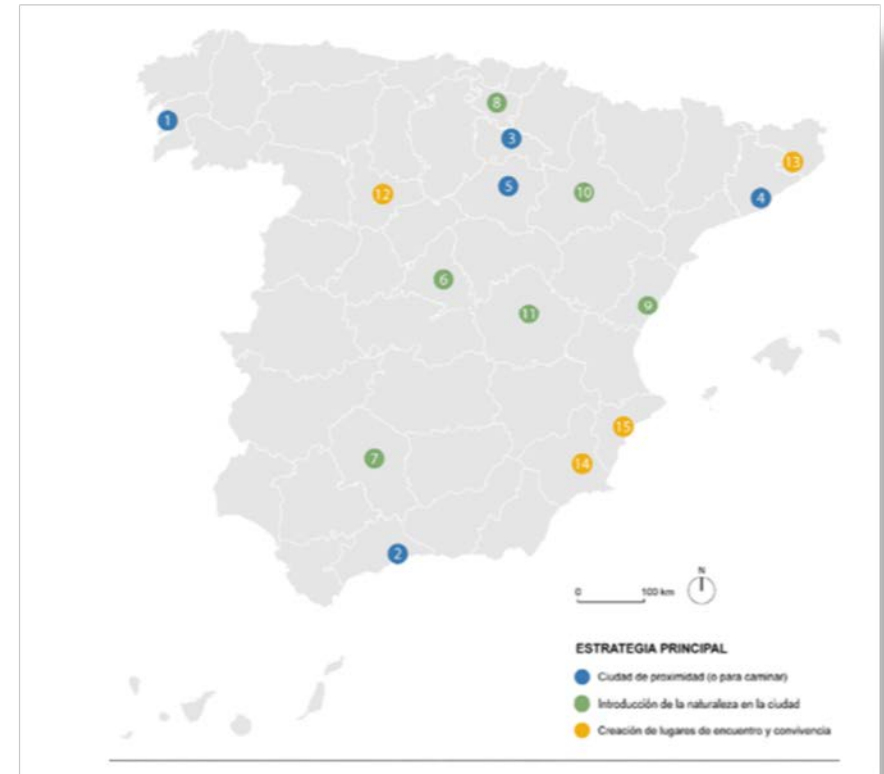 8
1
3
13
12
5
10
4
6
11
9
15
7
14
2
N
0 100 km
ESTRATEGIA PRINCIPAL
Ciudad de proximidad (o para caminar)
Introducción de la naturaleza en la ciudad
Creación de lugares de encuentro y convivencia